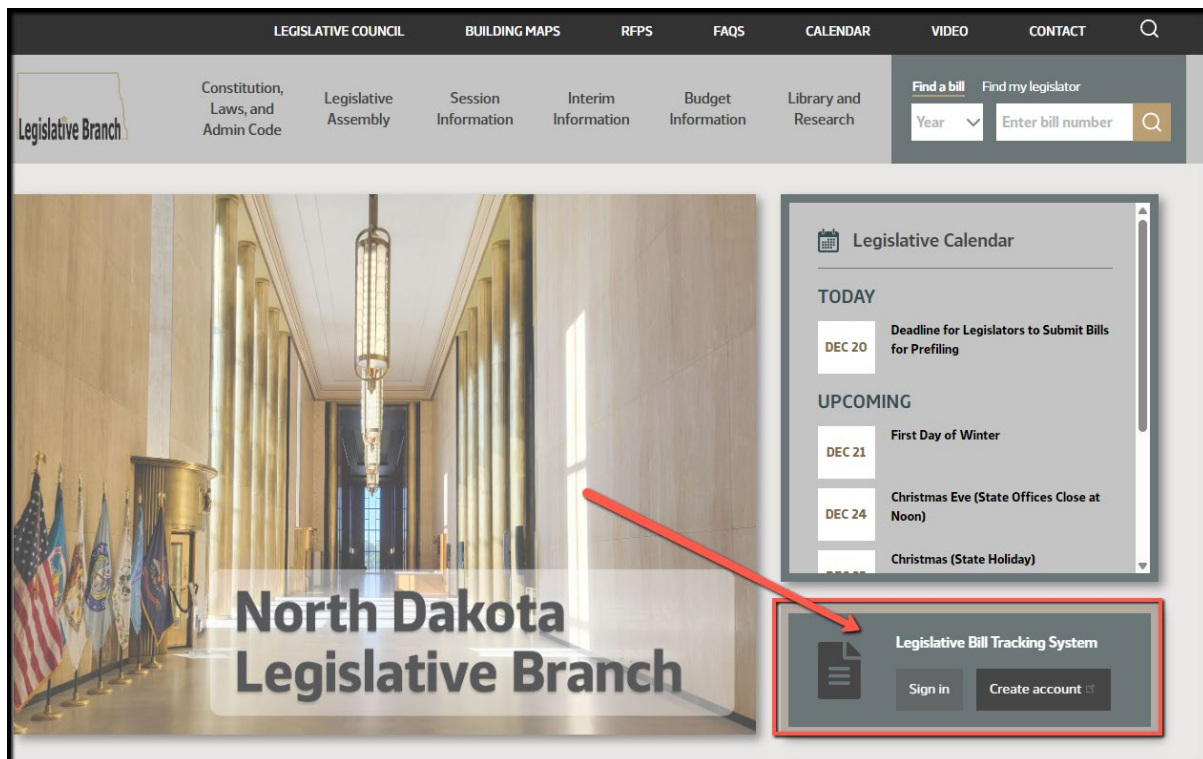 LEGISLATIVE COUNCIL
BUILDING MAPS
RFPS
FAQS
CALENDAR
VIDEO
CONTACT
Legislative Branch
Constitution,
Laws, and
Admin Code
Legislative
Assembly
Session
Information
Interim
Information
Budget
Information
Library and
Research
Find a bill
Find my legislator
Year
Enter bill number
North Dakota
Legislative Branch
Legislative Calendar
TODAY
DEC 20
Deadline for Legislators to Submit Bills
for Prefiling
UPCOMING
DEC 21
First Day of Winter
DEC 24
Christmas Eve (State Offices Close at
Noon)
Christmas (State Holiday)
Legislative Bill Tracking System
Sign in
Create account